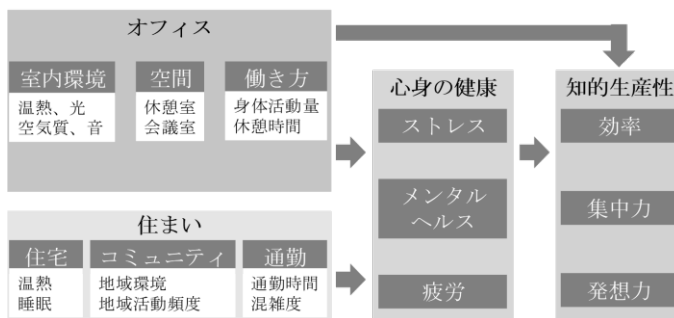 オフィス
室内環境
温熱、光
空気質、音
空間
休憩室
会議室
働き方
身体活動量
休憩時間
住まい
住宅
温熱
睡眠
コミュニティ
地域環境
地域活動頻度
通勤
通勤時間
混雑度
心身の健康
ストレス
メンタル
ヘルス
疲労
知的生産性
効率
集中力
発想力